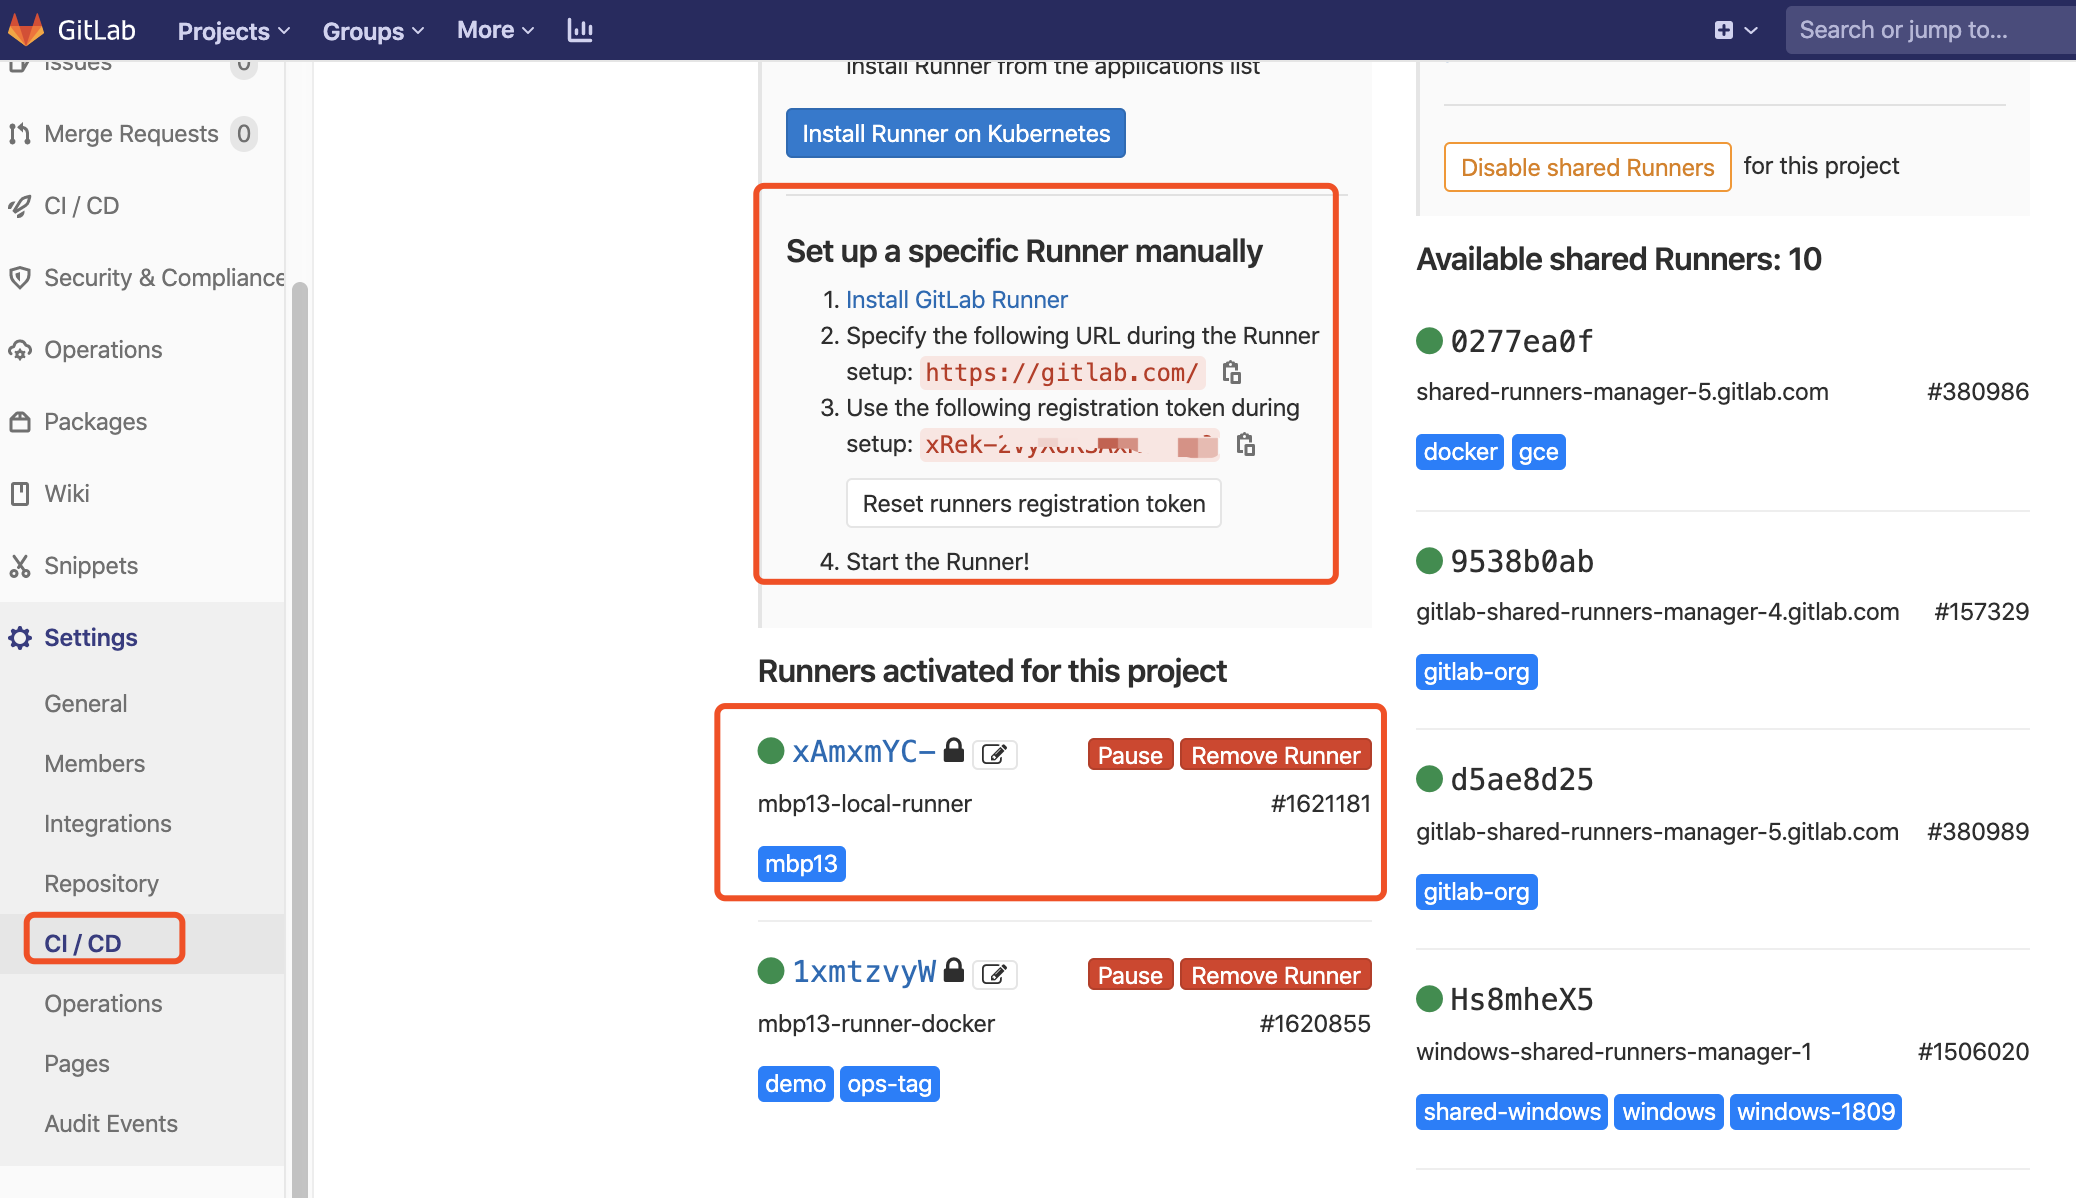 GitLab Projects Groups More Search or jump to...
Issues 0
Merge Requests 0
CI / CD
Security & Compliance
Operations
Packages
Wiki
Snippets
Settings
General
Members
Integrations
Repository
CI / CD
Operations
Pages
Audit Events
Install Runner from the applications list
Install Runner on Kubernetes
Set up a specific Runner manually
1. Install GitLab Runner
2. Specify the following URL during the Runner
setup: https://gitlab.com/
3. Use the following registration token during
setup:
Reset runners registration token
4. Start the Runner!
Runners activated for this project
xAmxmYC- Pause Remove Runner
mbp13-local-runner #1621181
mbp13
1xmtzvyW Pause Remove Runner
mbp13-runner-docker #1620855
demo ops-tag
Disable shared Runners for this project
Available shared Runners: 10
0277ea0f
shared-runners-manager-5.gitlab.com #380986
docker gce
9538b0ab
gitlab-shared-runners-manager-4.gitlab.com #157329
gitlab-org
d5ae8d25
gitlab-shared-runners-manager-5.gitlab.com #380989
gitlab-org
Hs8mheX5
windows-shared-runners-manager-1 #1506020
shared-windows windows windows-1809